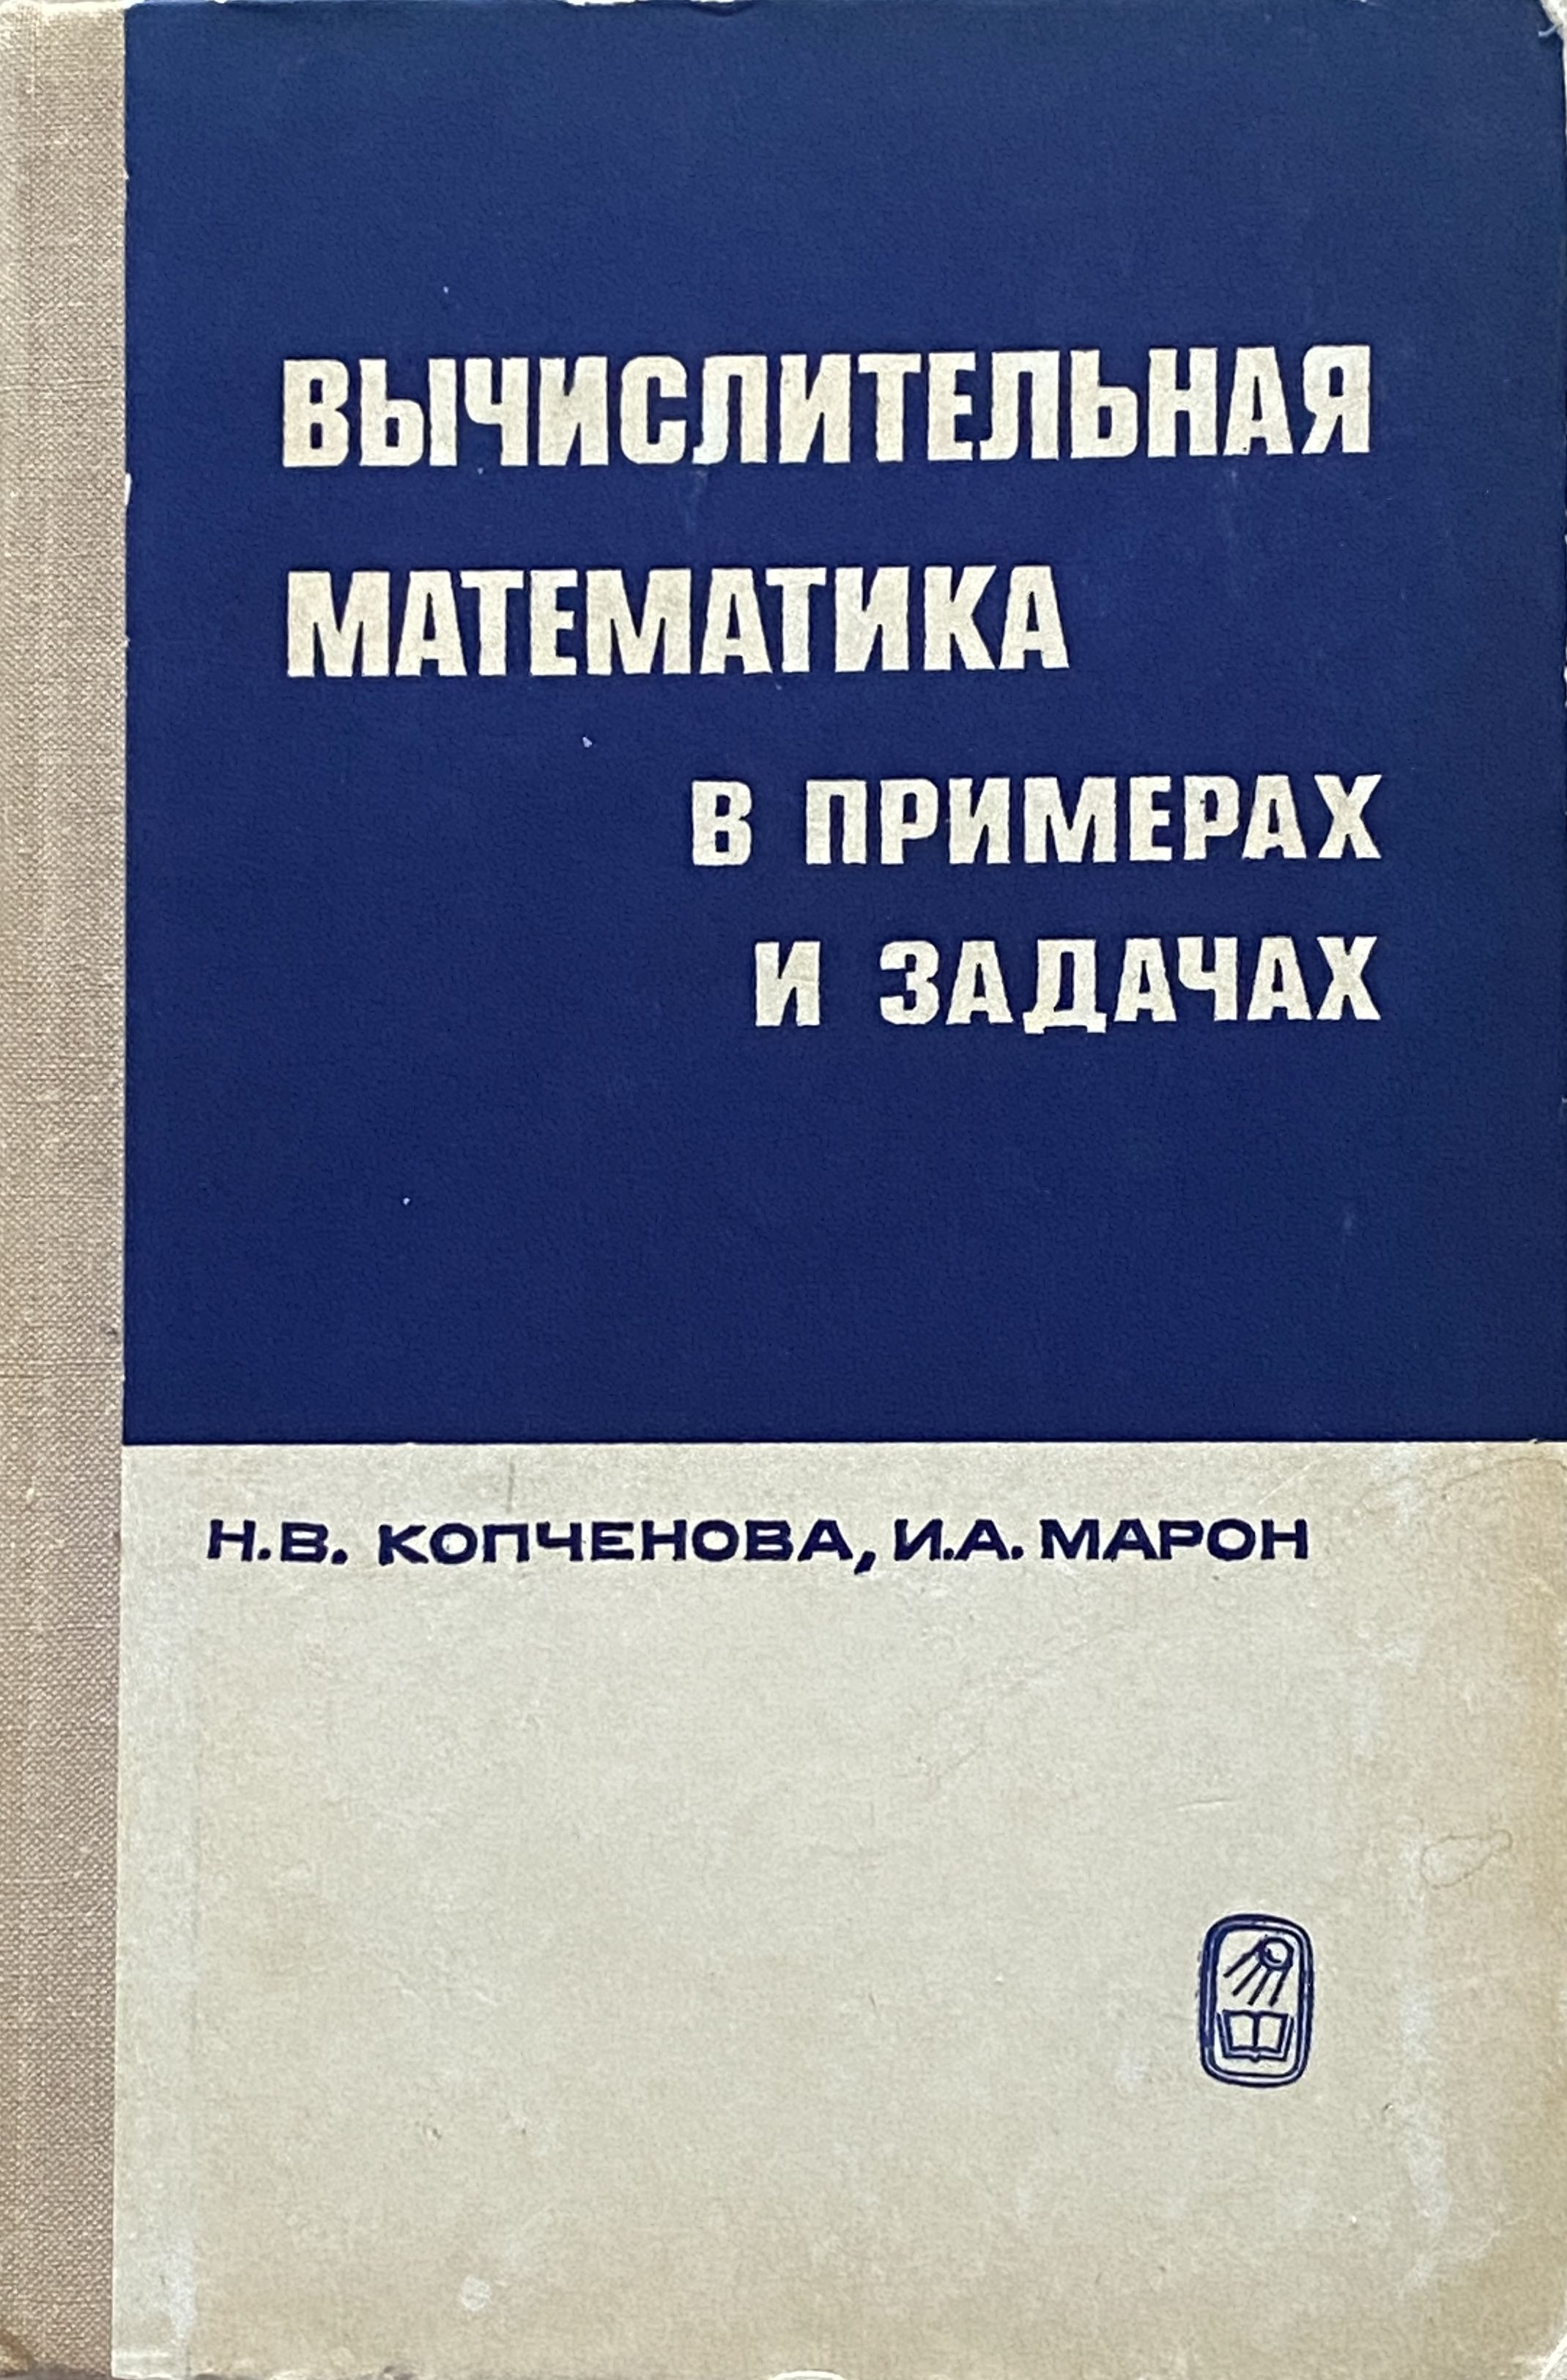 ВЫЧИСЛИТЕЛЬНАЯ
МАТЕМАТИКА
В ПРИМЕРАХ
И ЗАДАЧАХ
Н.В. КОПЧЕНОВА, И.А. МАРОН